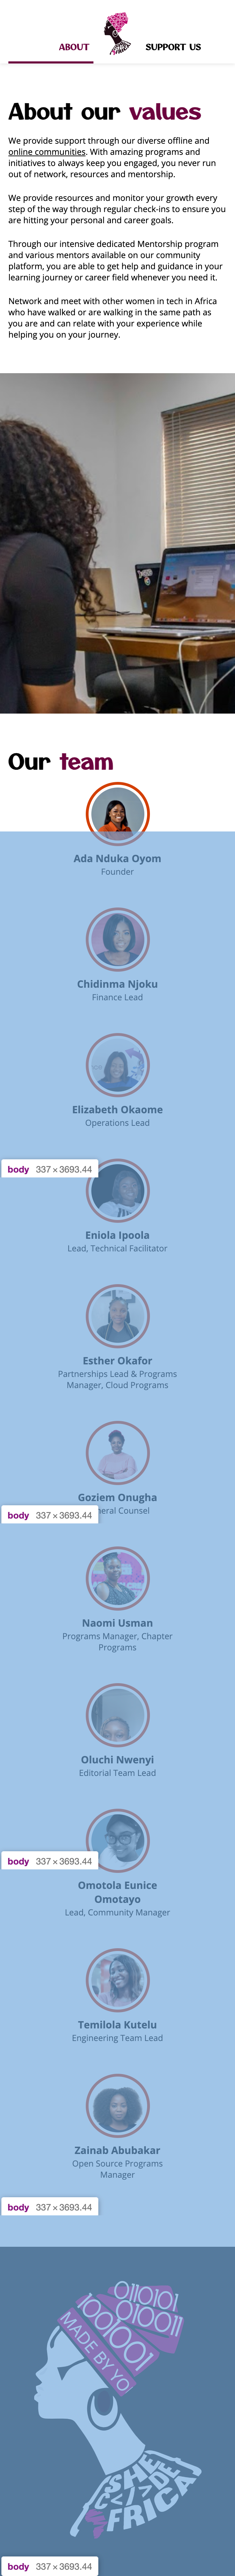 ABOUT
SUPPORT US
About our values
We provide support through our diverse offline and
online communities. With amazing programs and
initiatives to always keep you engaged, you never run
out of network, resources and mentorship.
We provide resources and monitor your growth every
step of the way through regular check-ins to ensure you
are hitting your personal and career goals.
Through our intensive dedicated Mentorship program
and various mentors available on our community
platform, you are able to get help and guidance in your
learning journey or career field whenever you need it.
Network and meet with other women in tech in Africa
who have walked or are walking in the same path as
you are and can relate with your experience while
helping you on your journey.
Our team
Ada Nduka Oyom
Founder
Chidinma Njoku
Finance Lead
Elizabeth Okaome
Operations Lead
body 337 × 3693.44
Eniola Ipoola
Lead, Technical Facilitator
Esther Okafor
Partnerships Lead & Programs
Manager, Cloud Programs
Goziem Onugha
body 337 × 3693.44
neral Counsel
Naomi Usman
Programs Manager, Chapter
Programs
Oluchi Nwenyi
Editorial Team Lead
body 337 × 3693.44
Omotola Eunice
Omotayo
Lead, Community Manager
Temilola Kutelu
Engineering Team Lead
Zainab Abubakar
Open Source Programs
Manager
body 337 × 3693.44
010101
010011
1001001
MADE BY YO
SHE
CODE
AFRICA
body 337 × 3693.44